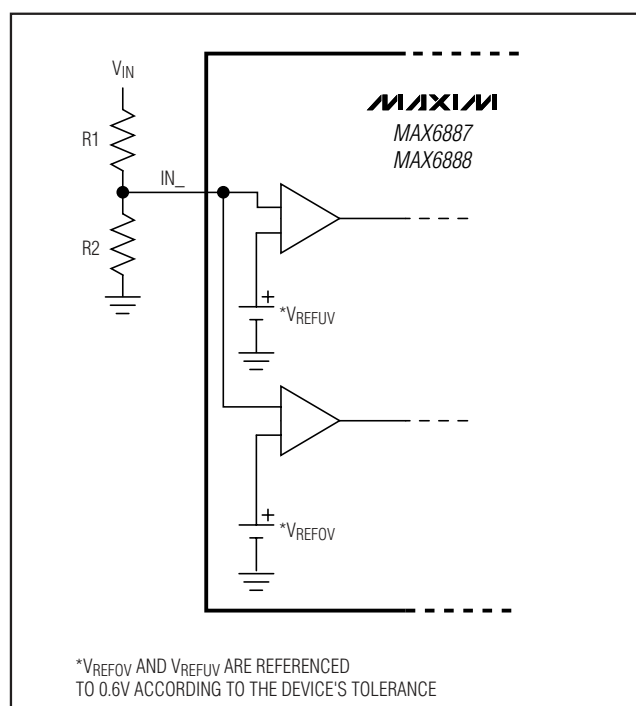 VIN
MAXIM
MAX6887
MAX6888
R1
IN_
R2
+
*VREFUV
+
*VREFOV
*VREFOV AND VREFUV ARE REFERENCED
TO 0.6V ACCORDING TO THE DEVICE'S TOLERANCE